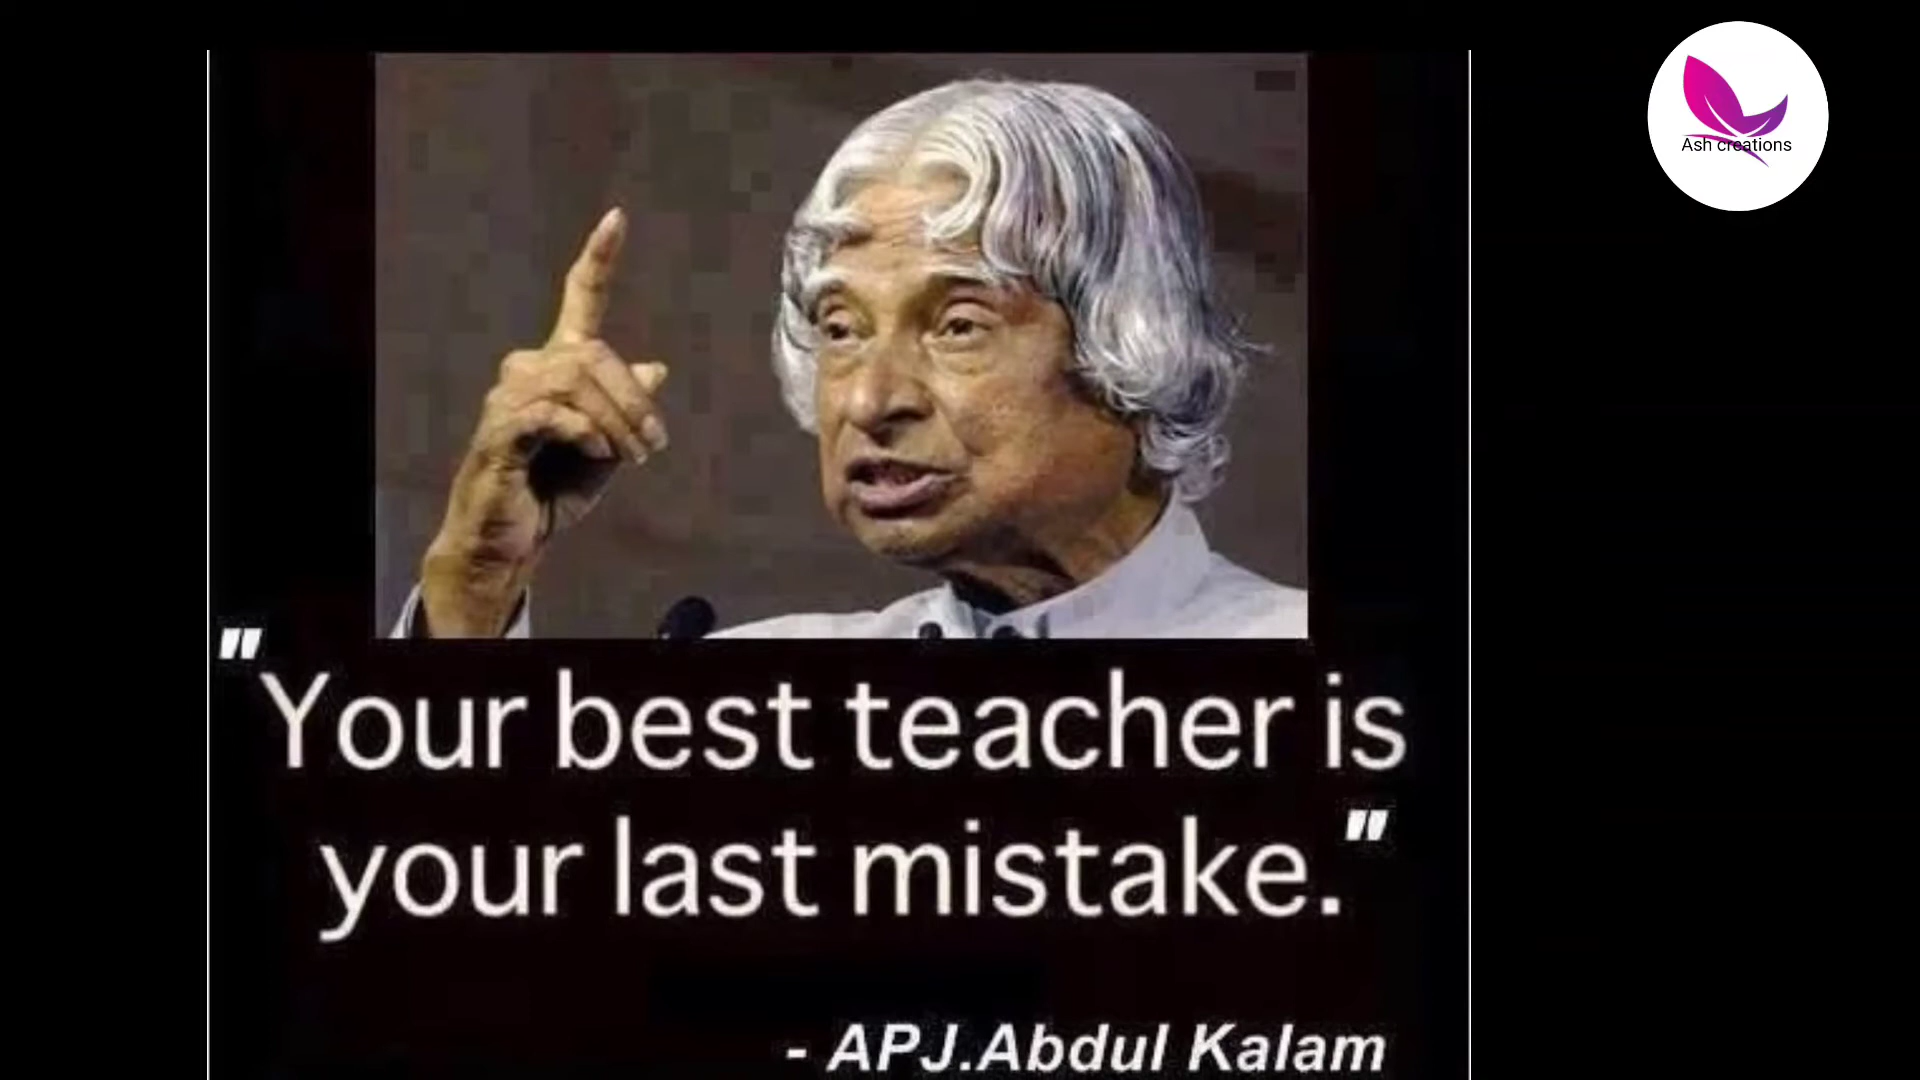 Ash creations
"Your best teacher is
your last mistake."
- APJ.Abdul Kalam